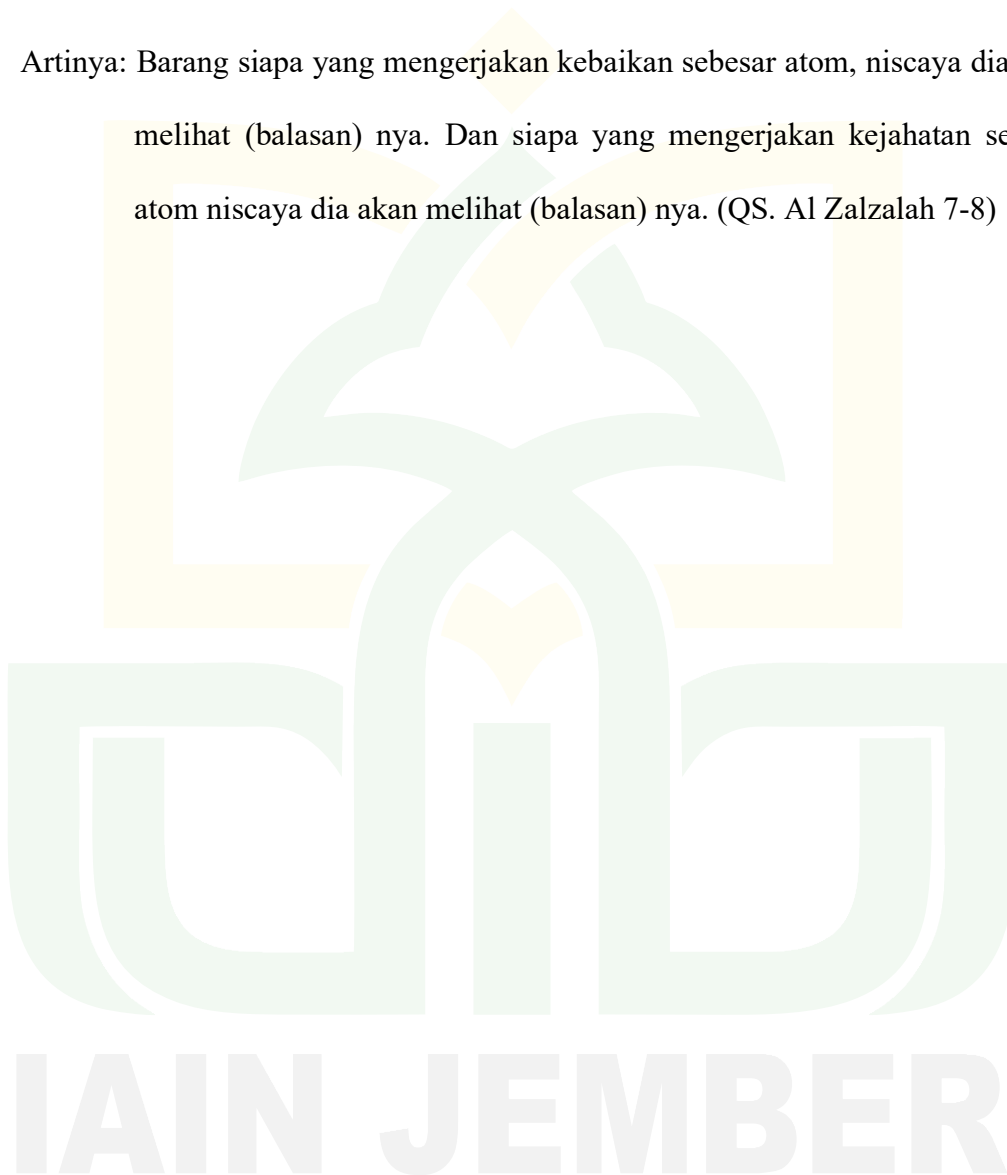 Artinya: Barang siapa yang mengerjakan kebaikan sebesar atom, niscaya dia
melihat (balasan) nya. Dan siapa yang mengerjakan kejahatan
atom niscaya dia akan melihat (balasan) nya. (QS. Al Zalzalah 7-8)
IAIN JEMBER